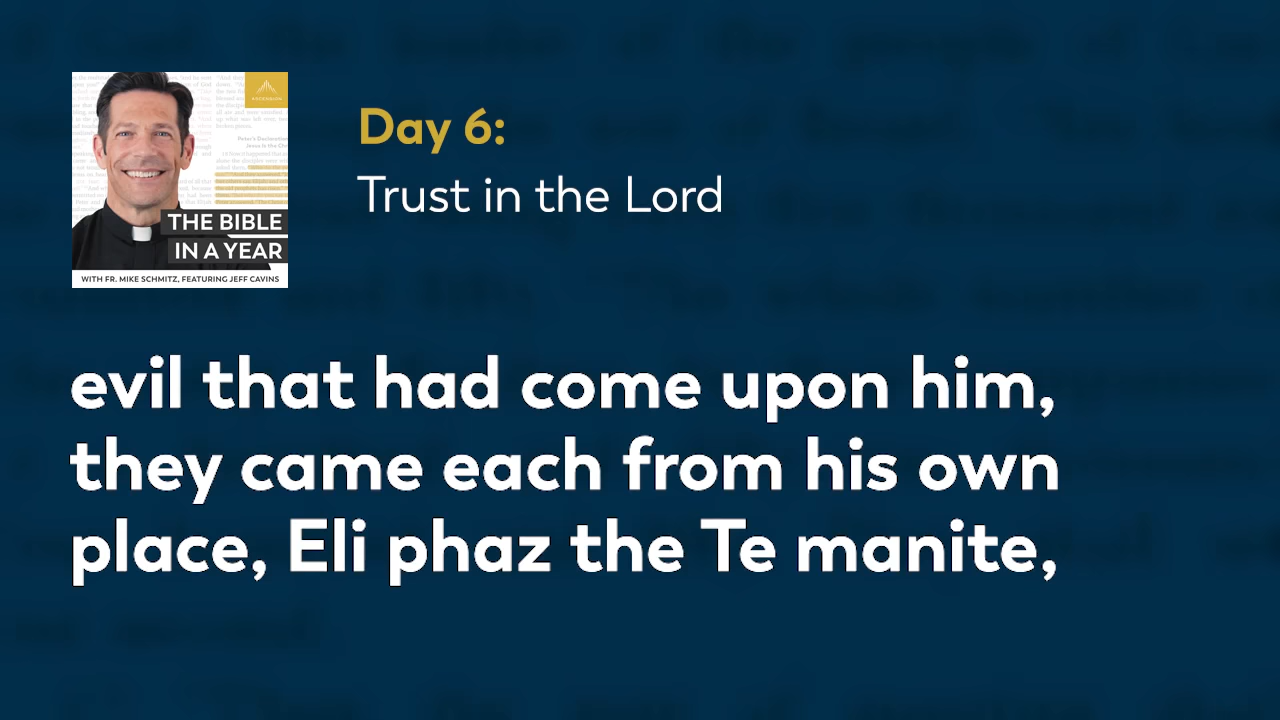 ASCENSION
THE BIBLE
IN A YEAR
WITH FR. MIKE SCHMITZ, FEATURING JEFF CAVINS
Day 6:
Trust in the Lord
evil that had come upon him,
they came each from his own
place, Eli phaz the Te manite,